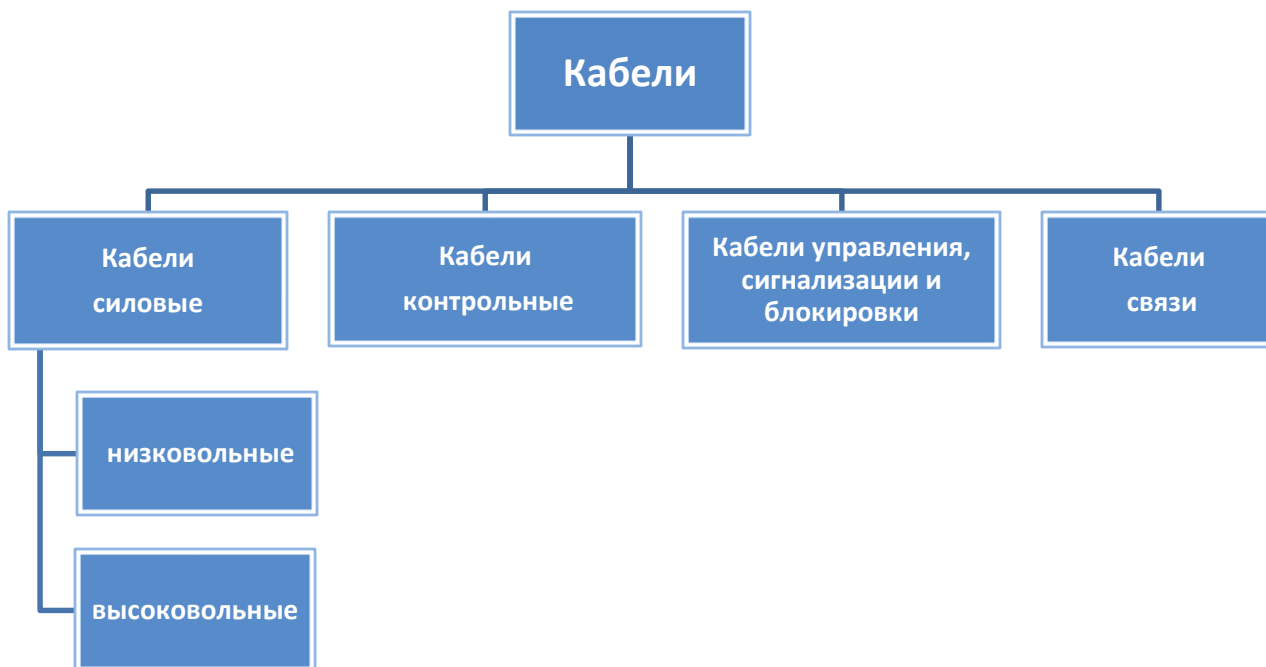 Кабели
Кабели
силовые
Кабели
контрольные
Кабели управления,
сигнализации и
блокировки
Кабели
связи
низковольные
высоковольные